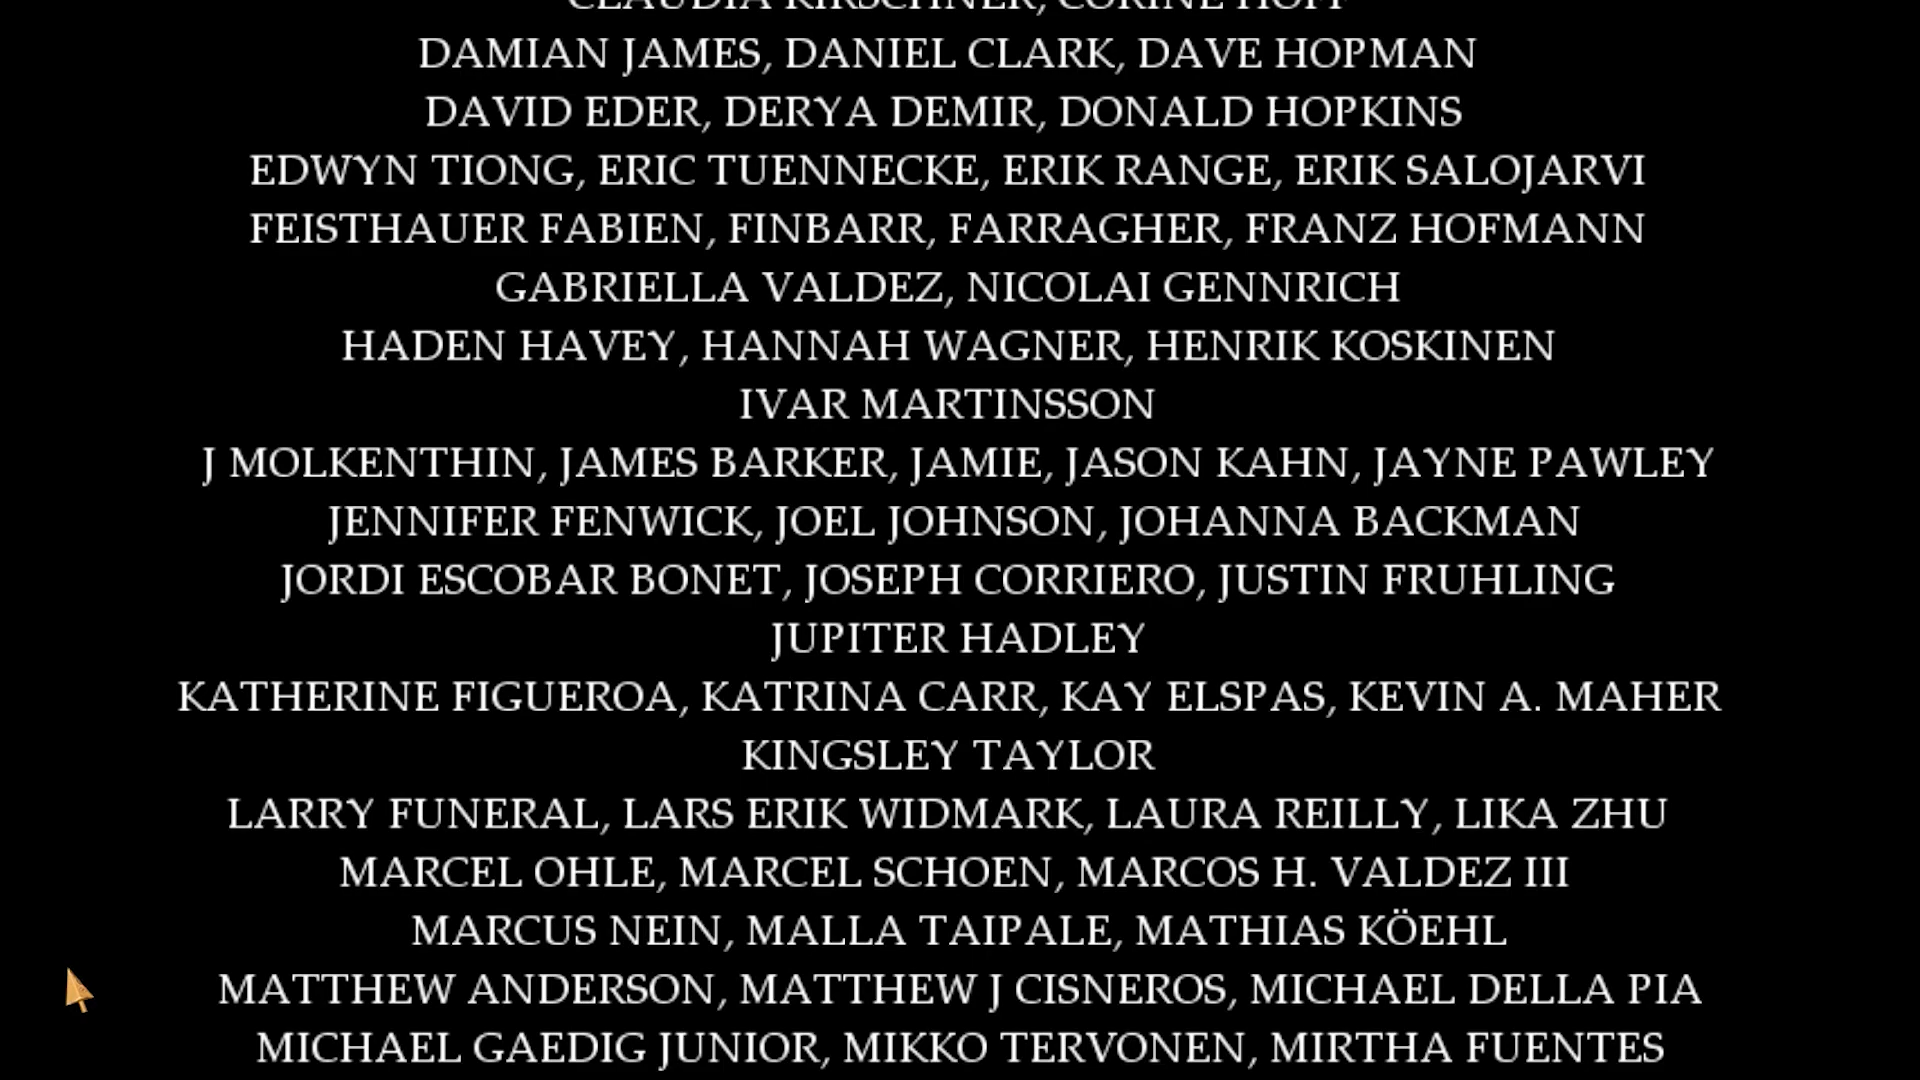 CLAUDIA KIRSCHNER, CORINE HOFF
DAMIAN JAMES, DANIEL CLARK, DAVE HOPMAN
DAVID EDER, DERYA DEMIR, DONALD HOPKINS
EDWYN TIONG, ERIC TUENNECKE, ERIK RANGE, ERIK SALOJARVI
FEISTHAUER FABIEN, FINBARR, FARRAGHER, FRANZ HOFMANN
GABRIELLA VALDEZ, NICOLAI GENNRICH
HADEN HAVEY, HANNAH WAGNER, HENRIK KOSKINEN
IVAR MARTINSSON
J MOLKENTHIN, JAMES BARKER, JAMIE, JASON KAHN, JAYNE PAWLEY
JENNIFER FENWICK, JOEL JOHNSON, JOHANNA BACKMAN
JORDI ESCOBAR BONET, JOSEPH CORRIERO, JUSTIN FRUHLING
JUPITER HADLEY
KATHERINE FIGUEROA, KATRINA CARR, KAY ELSPAS, KEVIN A. MAHER
KINGSLEY TAYLOR
LARRY FUNERAL, LARS ERIK WIDMARK, LAURA REILLY, LIKA ZHU
MARCEL OHLE, MARCEL SCHOEN, MARCOS H. VALDEZ III
MARCUS NEIN, MALLA TAIPALE, MATHIAS KÖEHL
MATTHEW ANDERSON, MATTHEW J CISNEROS, MICHAEL DELLA PIA
MICHAEL GAEDIG JUNIOR, MIKKO TERVONEN, MIRTHA FUENTES